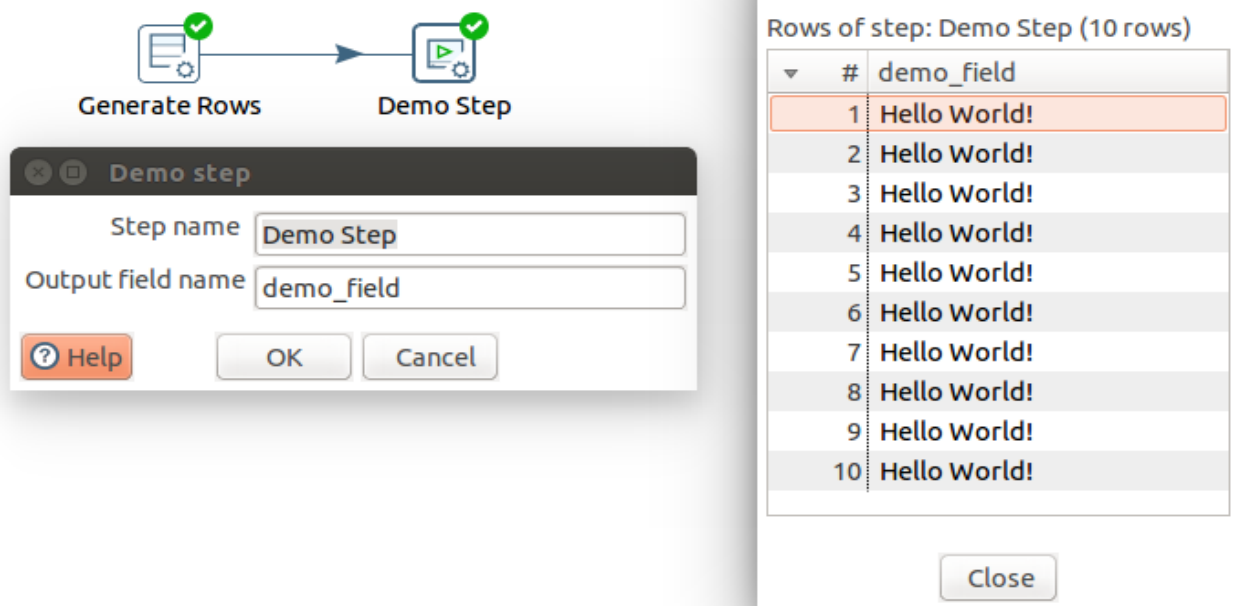 Generate Rows
Demo Step
Demo step
Step name
Demo Step
Output field name
demo_field
? Help
OK
Cancel
Rows of step: Demo Step (10 rows)
# demo_field
1 Hello World!
2 Hello World!
3 Hello World!
4 Hello World!
5 Hello World!
6 Hello World!
7 Hello World!
8 Hello World!
9 Hello World!
10 Hello World!
Close